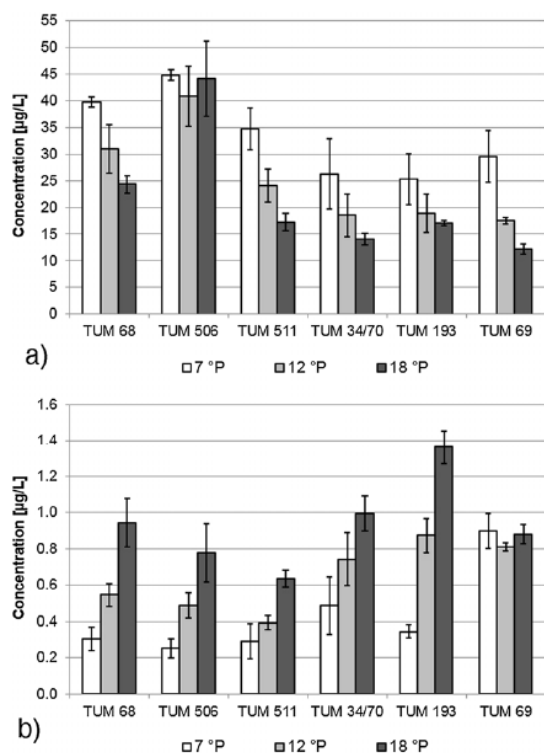 Concentration [µg/L]
55
50
45
40
35
30
25
20
15
10
5
0
TUM 68 TUM 506 TUM 511 TUM 34/70 TUM 193 TUM 69
a)
7 °P 12 °P 18 °P
Concentration [µg/L]
1.6
1.4
1.2
1.0
0.8
0.6
0.4
0.2
0.0
TUM 68 TUM 506 TUM 511 TUM 34/70 TUM 193 TUM 69
b)
7 °P 12 °P 18 °P